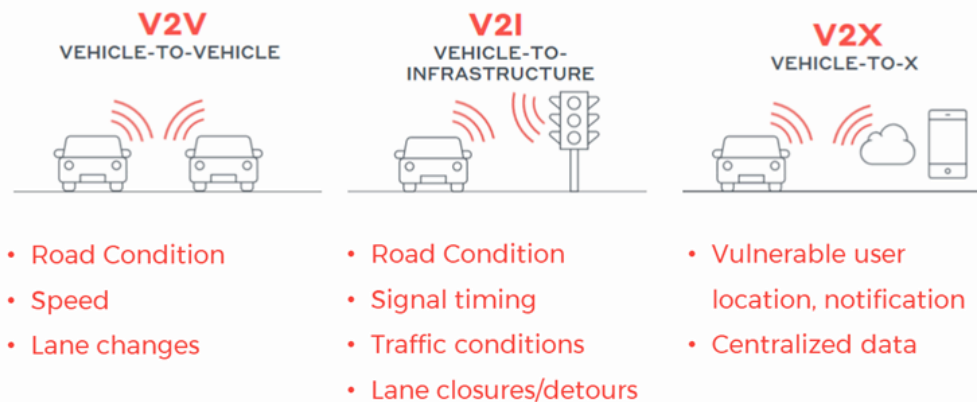 V2V
VEHICLE-TO-VEHICLE
• Road Condition
• Speed
• Lane changes
V2I
VEHICLE-TO-
INFRASTRUCTURE
• Road Condition
• Signal timing
• Traffic conditions
• Lane closures/detours
V2X
VEHICLE-TO-X
• Vulnerable user
location, notification
• Centralized data